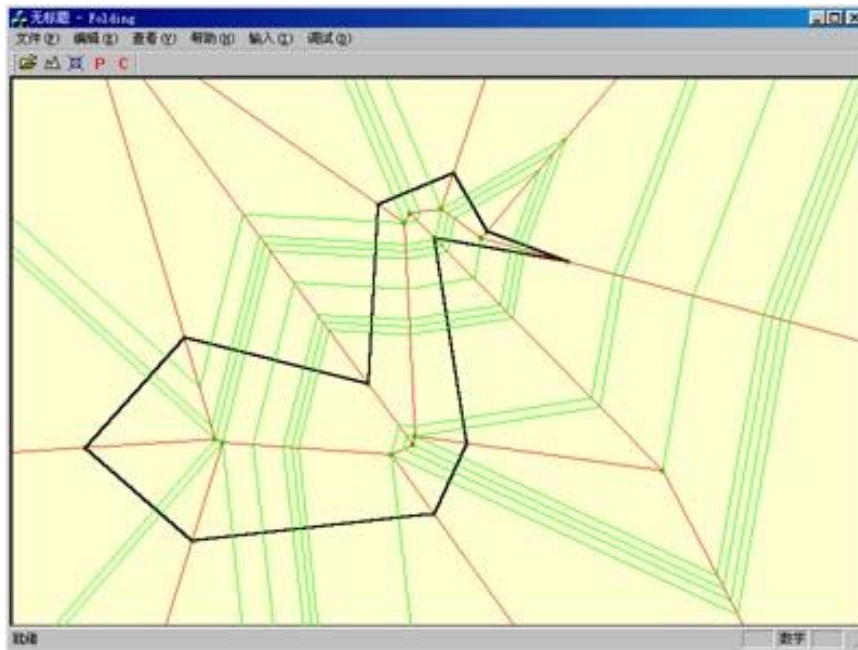 无标题 - Folding
文件(F) 编辑(E) 查看(V) 帮助(H) 输入(I) 调试(D)
P C
就绪
数字